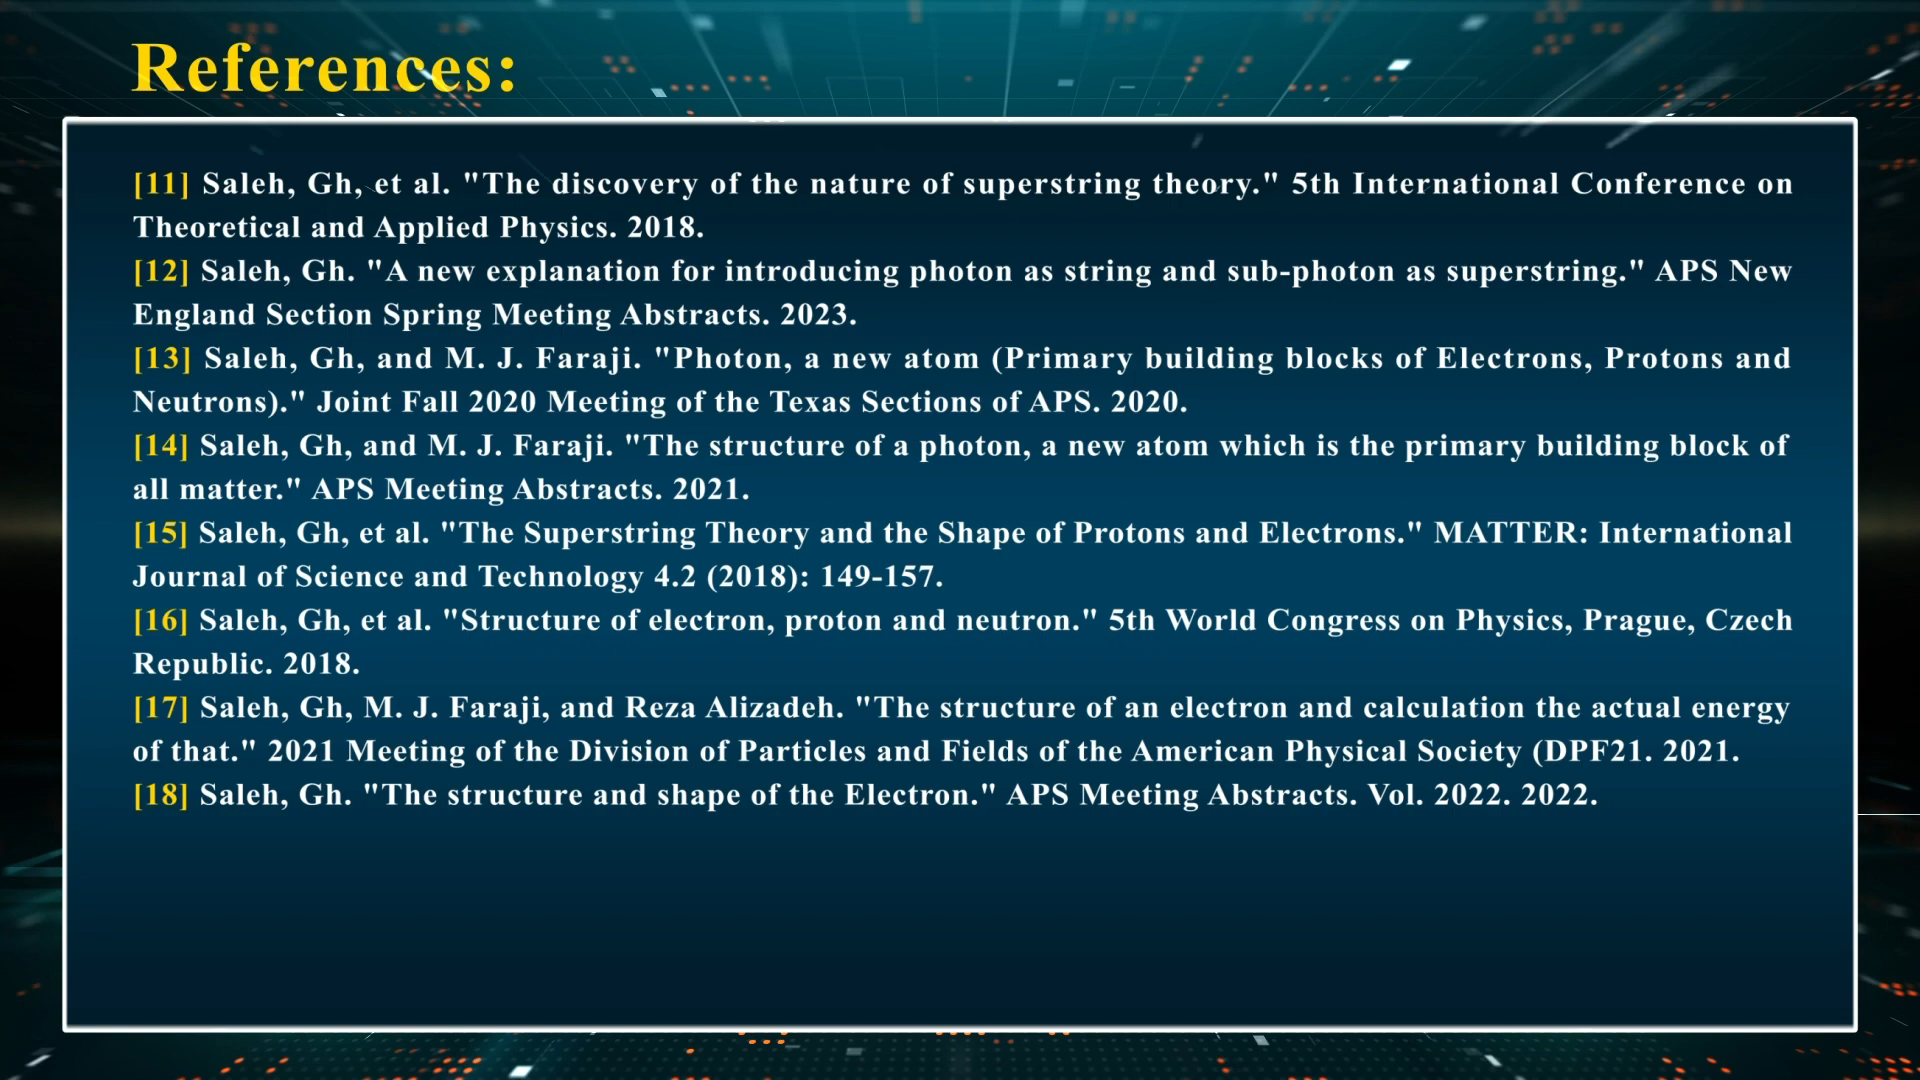 References:
[11] Saleh, Gh, et al. "The discovery of the nature of superstring theory." 5th International Conference on
Theoretical and Applied Physics. 2018.
[12] Saleh, Gh. "A new explanation for introducing photon as string and sub-photon as superstring." APS New
England Section Spring Meeting Abstracts. 2023.
[13] Saleh, Gh, and M. J. Faraji. "Photon, a new atom (Primary building blocks of Electrons, Protons and
Neutrons)." Joint Fall 2020 Meeting of the Texas Sections of APS. 2020.
[14] Saleh, Gh, and M. J. Faraji. "The structure of a photon, a new atom which is the primary building block of
all matter." APS Meeting Abstracts. 2021.
[15] Saleh, Gh, et al. "The Superstring Theory and the Shape of Protons and Electrons." MATTER: International
Journal of Science and Technology 4.2 (2018): 149-157.
[16] Saleh, Gh, et al. "Structure of electron, proton and neutron." 5th World Congress on Physics, Prague, Czech
Republic. 2018.
[17] Saleh, Gh, M. J. Faraji, and Reza Alizadeh. "The structure of an electron and calculation the actual energy
of that." 2021 Meeting of the Division of Particles and Fields of the American Physical Society (DPF21. 2021.
[18] Saleh, Gh. "The structure and shape of the Electron." APS Meeting Abstracts. Vol. 2022. 2022.